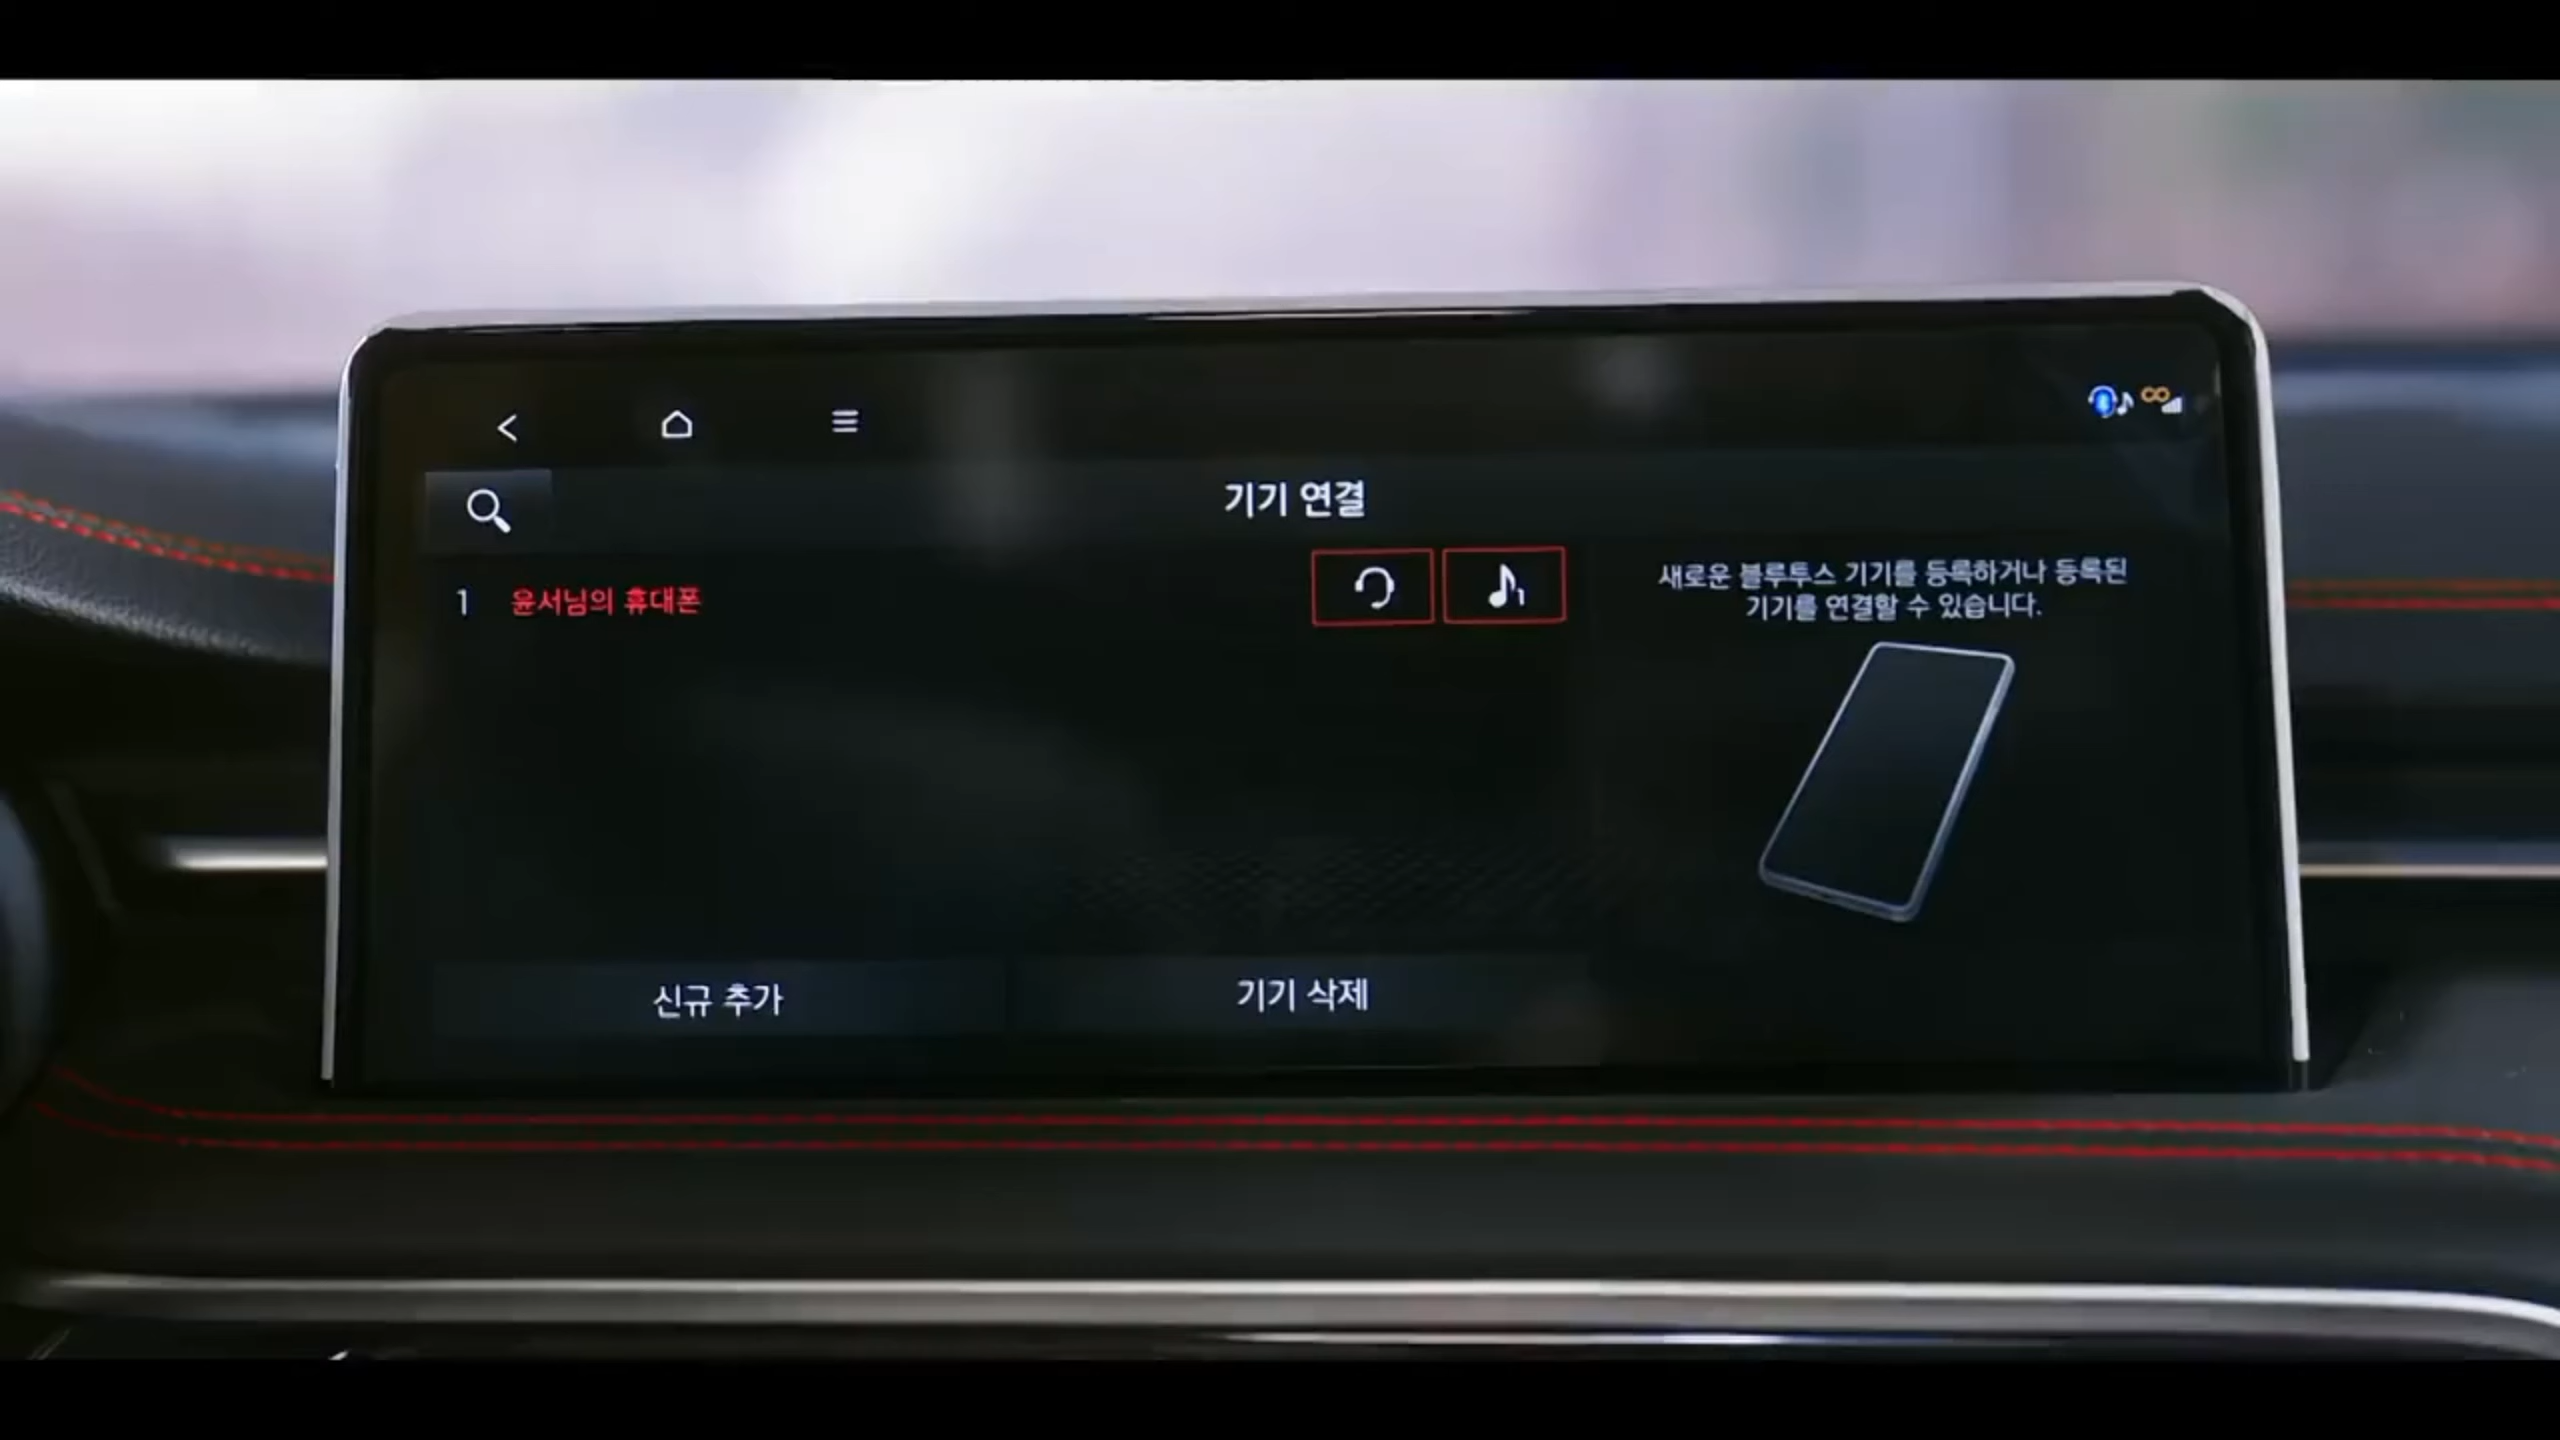 기기 연결
1 윤서님의 휴대폰
1
새로운 블루투스 기기를 등록하거나 등록된
기기를 연결할 수 있습니다.
신규 추가
기기 삭제